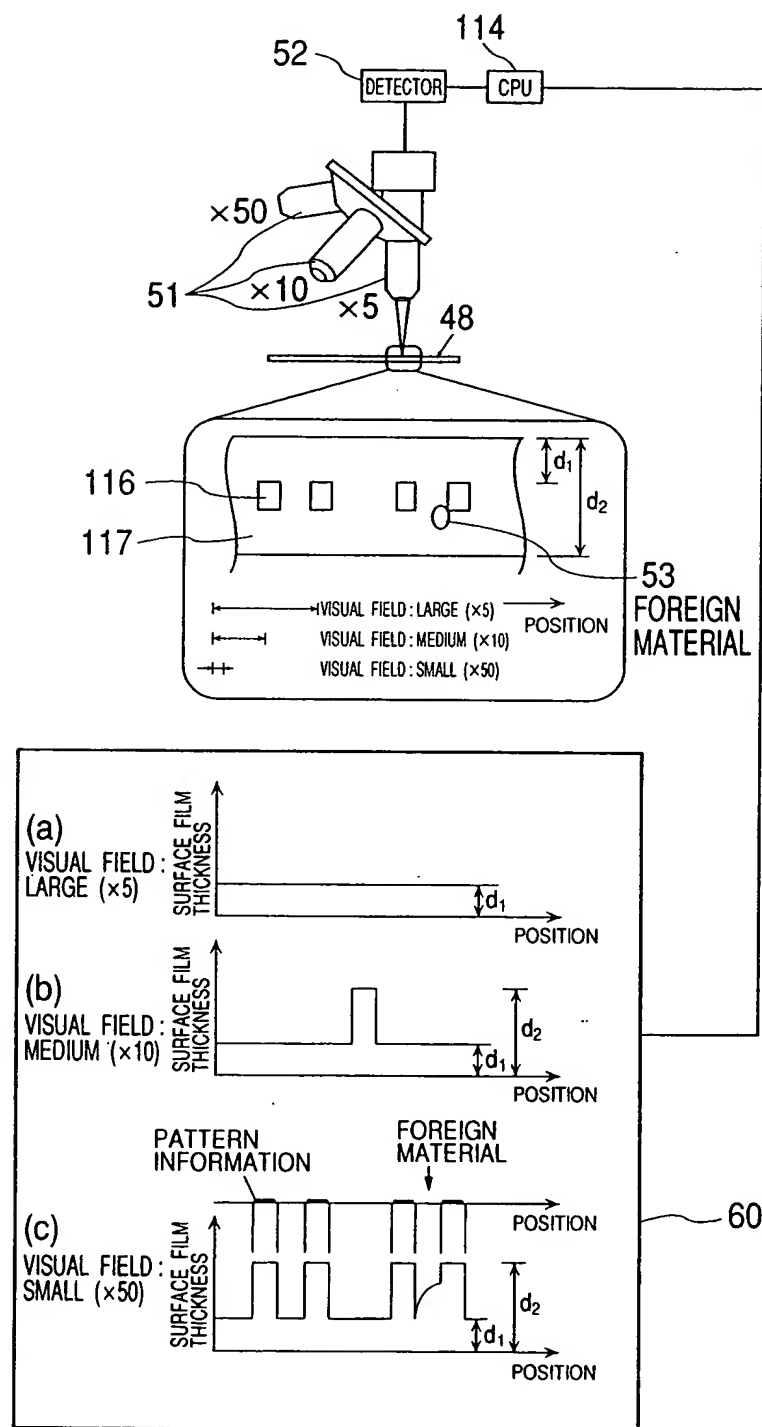 52
114
DETECTOR
CPU
×50
×10
51
×5
48
116
117
d1
d2
53
FOREIGN
MATERIAL
VISUAL FIELD : LARGE (×5)
POSITION
VISUAL FIELD : MEDIUM (×10)
VISUAL FIELD : SMALL (×50)
(a)
VISUAL FIELD :
LARGE (×5)
SURFACE FILM
THICKNESS
d1
POSITION
(b)
VISUAL FIELD :
MEDIUM (×10)
SURFACE FILM
THICKNESS
d2
d1
POSITION
PATTERN
INFORMATION
FOREIGN
MATERIAL
POSITION
(c)
VISUAL FIELD :
SMALL (×50)
SURFACE FILM
THICKNESS
d2
d1
POSITION
60